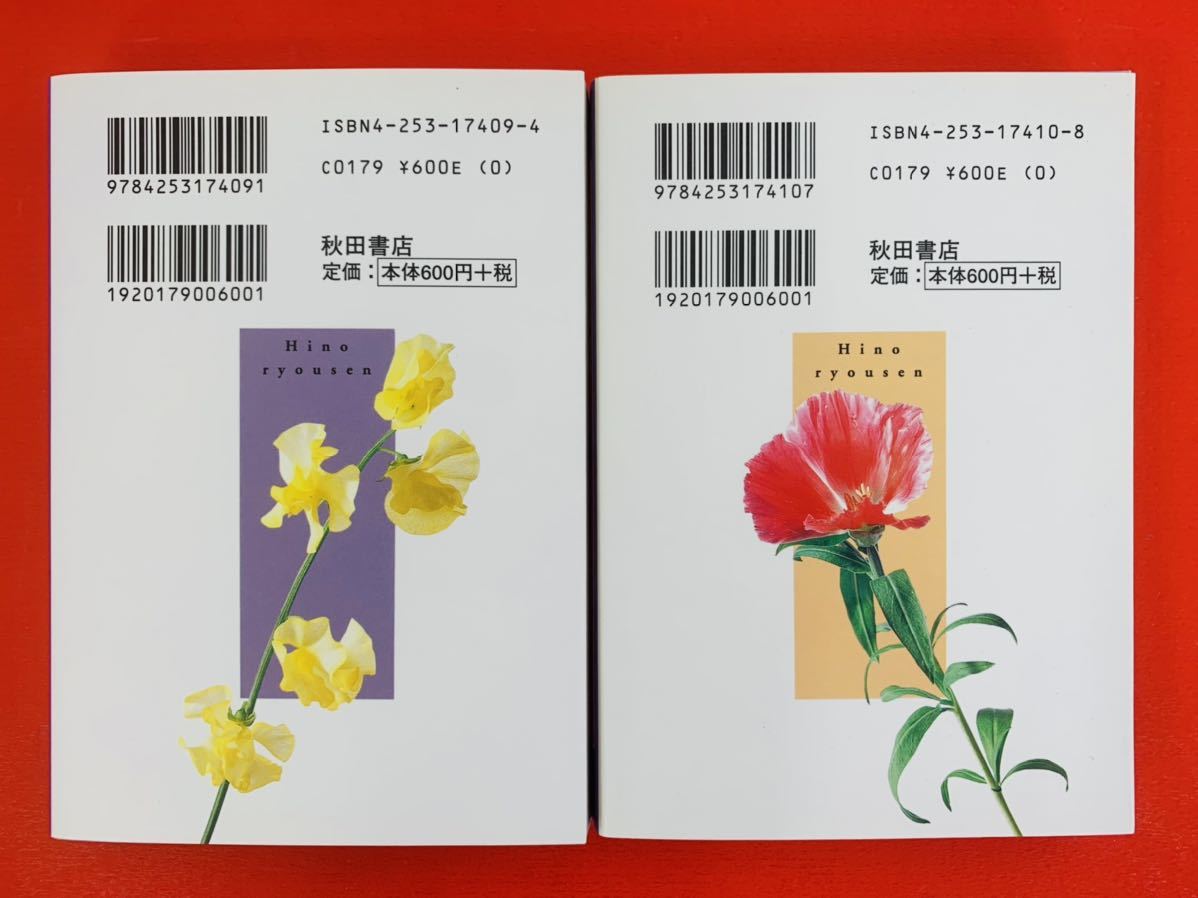 ISBN4-253-17409-4
C0179 ¥600E (0)
9784253174091
秋田書店
定価：本体600円+税
1920179006001
Hino
ryousen
ISBN4-253-17410-8
C0179 ¥600E (0)
9784253174107
秋田書店
定価：本体600円+税
1920179006001
Hino
ryousen